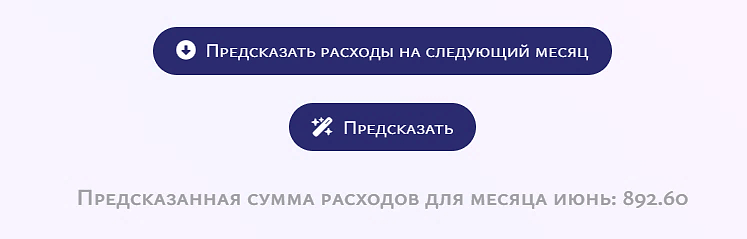 Предсказать расходы на следующий месяц
Предсказать
Предсказанная сумма расходов для месяца июнь: 892.60